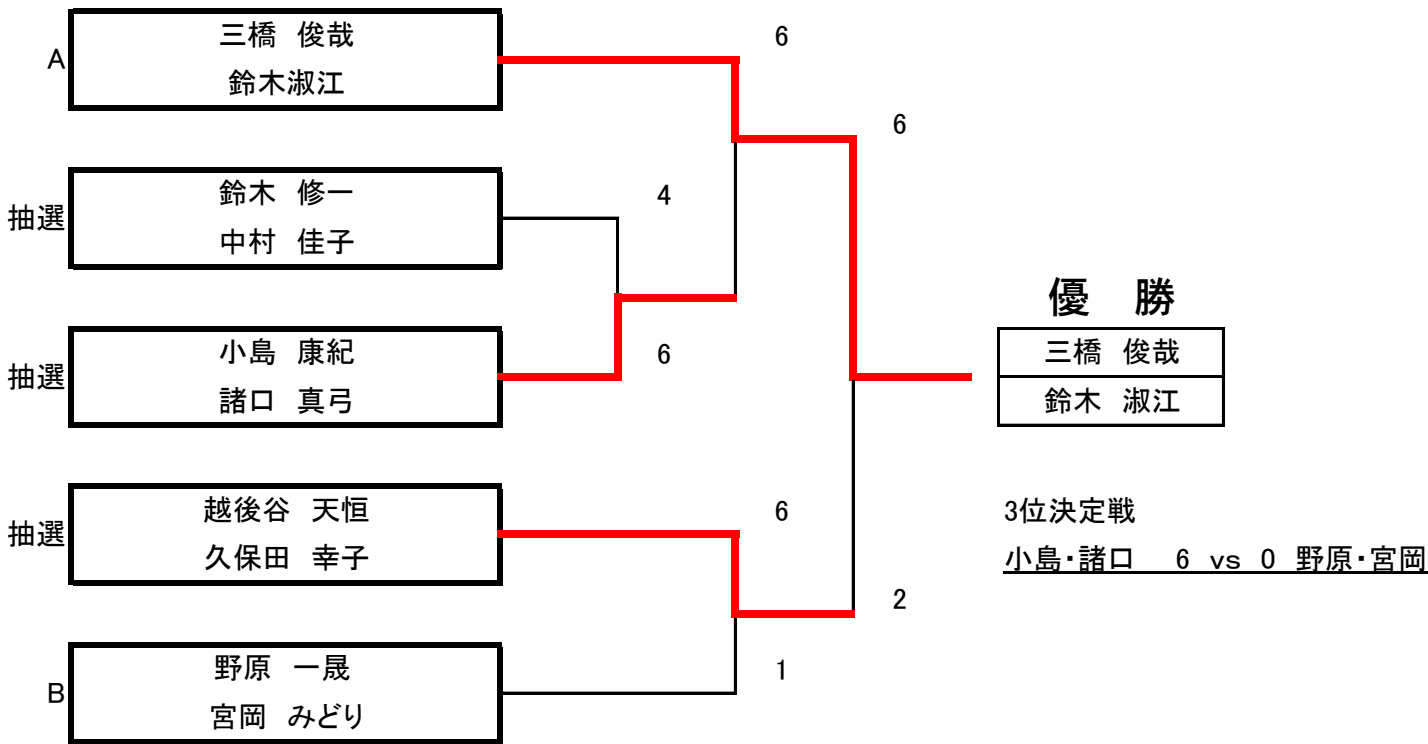 三橋　俊哉
A
鈴木淑江
6
6
鈴木　修一
抽選
中村　佳子
4
小島　康紀
抽選
諸口　真弓
6
優　勝
三橋　俊哉
鈴木　淑江
越後谷　天恒
抽選
久保田　幸子
6
3位決定戦
小島・諸口　6 vs 0 野原・宮岡
2
野原　一晟
B
宮岡　みどり
1